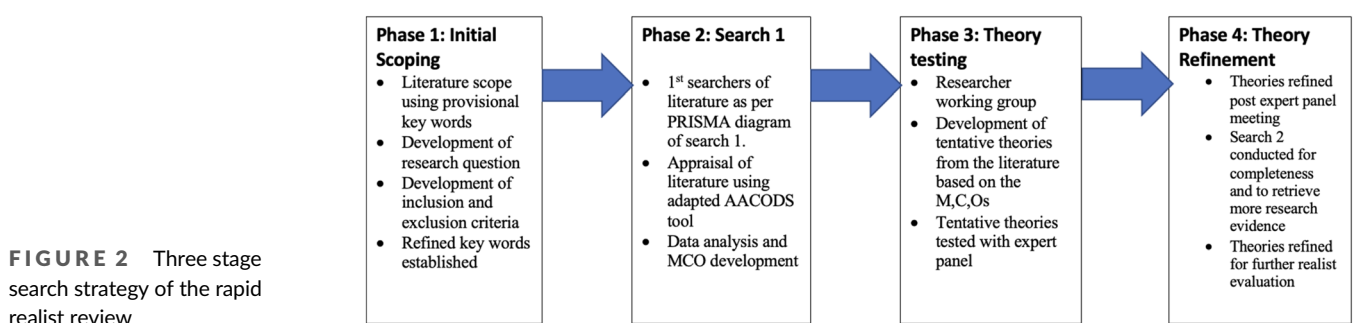 Phase 1: Initial
Scoping
• Literature scope
using provisional
key words
• Development of
research question
• Development of
inclusion and
exclusion criteria
• Refined key words
established
Phase 2: Search 1
• 1st searchers of
literature as per
PRISMA diagram
of search 1.
• Appraisal of
literature using
adapted AACODS
tool
• Data analysis and
MCO development
Phase 3: Theory
testing
• Researcher
working group
• Development of
tentative theories
from the literature
based on the
M,C,Os
• Tentative theories
tested with expert
panel
Phase 4: Theory
Refinement
• Theories refined
post expert panel
meeting
• Search 2
conducted for
completeness
and to retrieve
more research
evidence
• Theories refined
for further realist
evaluation
FIGURE 2 Three stage
search strategy of the rapid
realist review